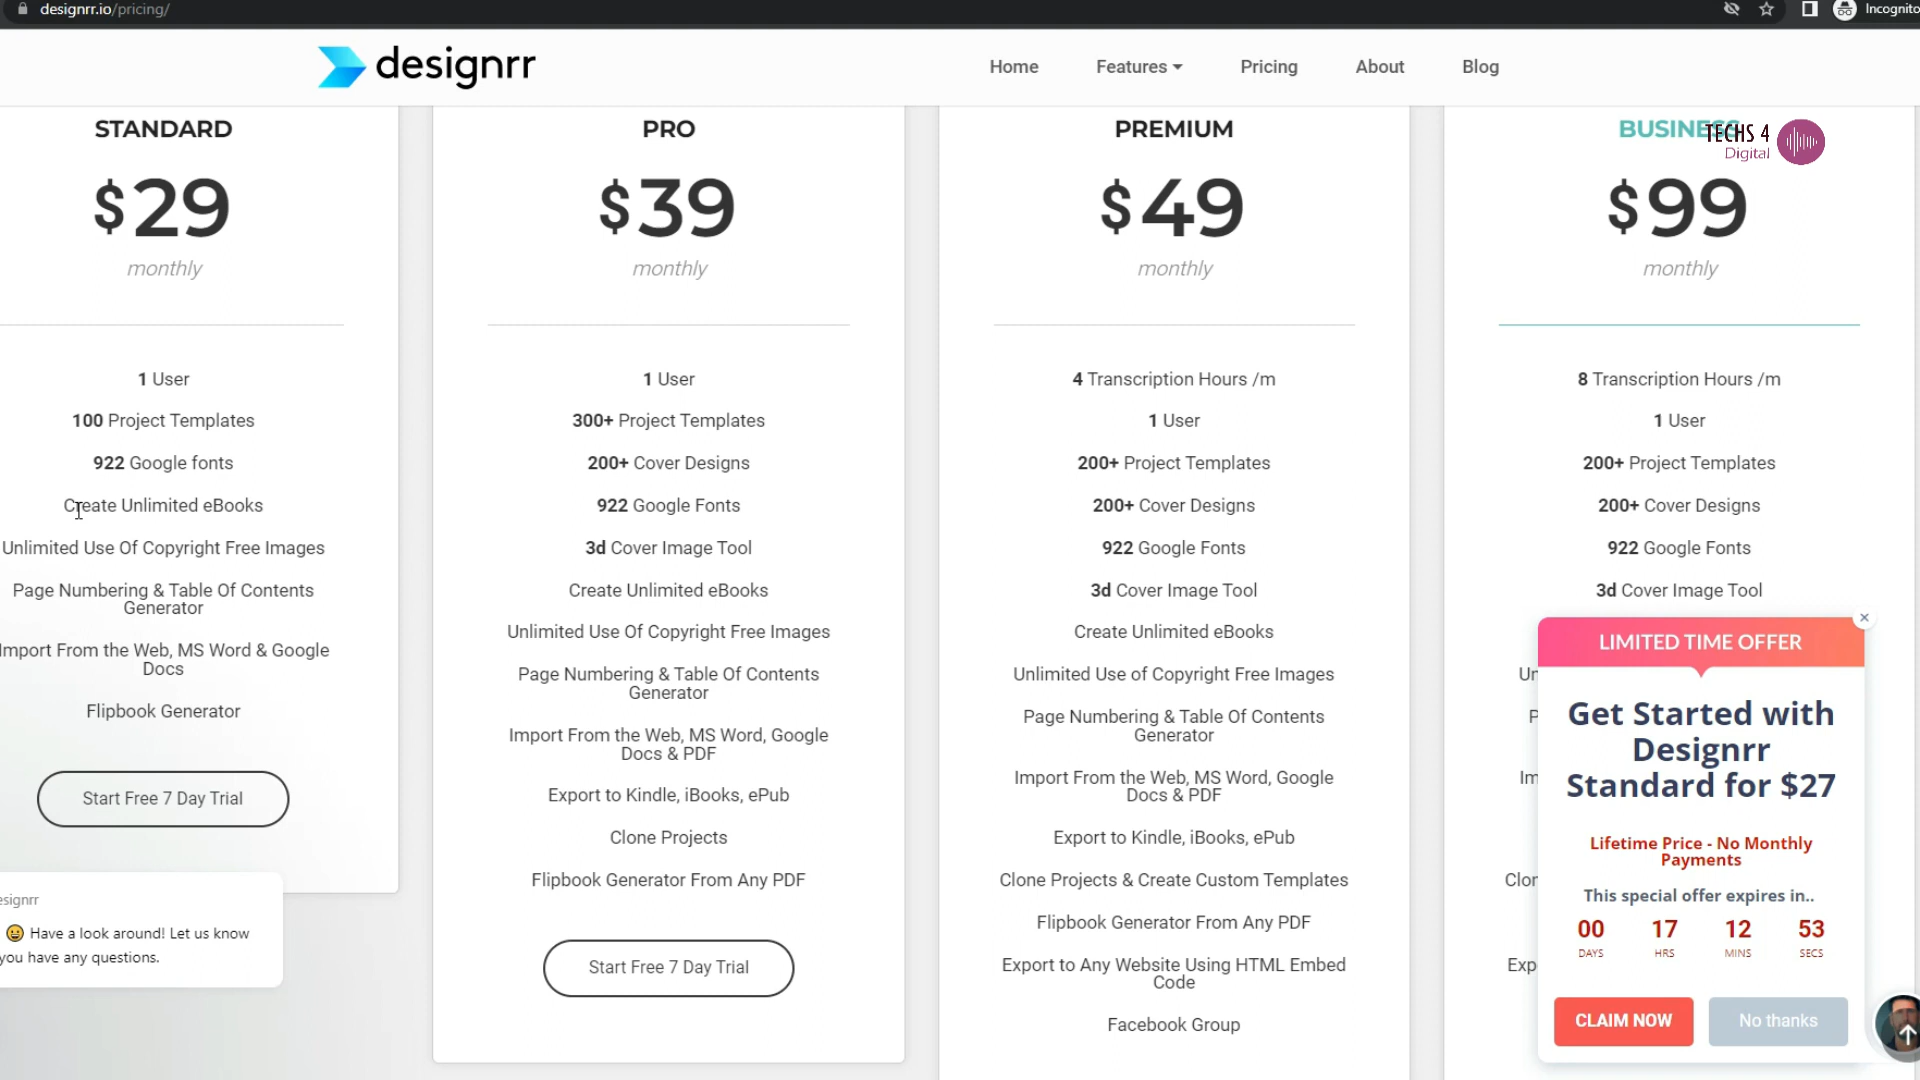 designrr.io/pricing/
Incognito
designrr
Home
Features
Pricing
About
Blog
STANDARD
$29
monthly
1 User
100 Project Templates
922 Google fonts
Create Unlimited eBooks
Unlimited Use Of Copyright Free Images
Page Numbering & Table Of Contents
Generator
Import From the Web, MS Word & Google
Docs
Flipbook Generator
Start Free 7 Day Trial
esignrr
Have a look around! Let us know
you have any questions.
PRO
$39
monthly
1 User
300+ Project Templates
200+ Cover Designs
922 Google Fonts
3d Cover Image Tool
Create Unlimited eBooks
Unlimited Use Of Copyright Free Images
Page Numbering & Table Of Contents
Generator
Import From the Web, MS Word, Google
Docs & PDF
Export to Kindle, iBooks, ePub
Clone Projects
Flipbook Generator From Any PDF
Start Free 7 Day Trial
PREMIUM
$49
monthly
4 Transcription Hours /m
1 User
200+ Project Templates
200+ Cover Designs
922 Google Fonts
3d Cover Image Tool
Create Unlimited eBooks
Unlimited Use of Copyright Free Images
Page Numbering & Table Of Contents
Generator
Import From the Web, MS Word, Google
Docs & PDF
Export to Kindle, iBooks, ePub
Clone Projects & Create Custom Templates
Flipbook Generator From Any PDF
Export to Any Website Using HTML Embed
Code
Facebook Group
BUSINESS
TECHS 4
Digital
$99
monthly
8 Transcription Hours /m
1 User
200+ Project Templates
200+ Cover Designs
922 Google Fonts
3d Cover Image Tool
Un
P
Im
Clor
Exp
LIMITED TIME OFFER
Get Started with
Designrr
Standard for $27
Lifetime Price - No Monthly
Payments
This special offer expires in..
00 17 12 53
DAYS HRS MINS SECS
CLAIM NOW
No thanks